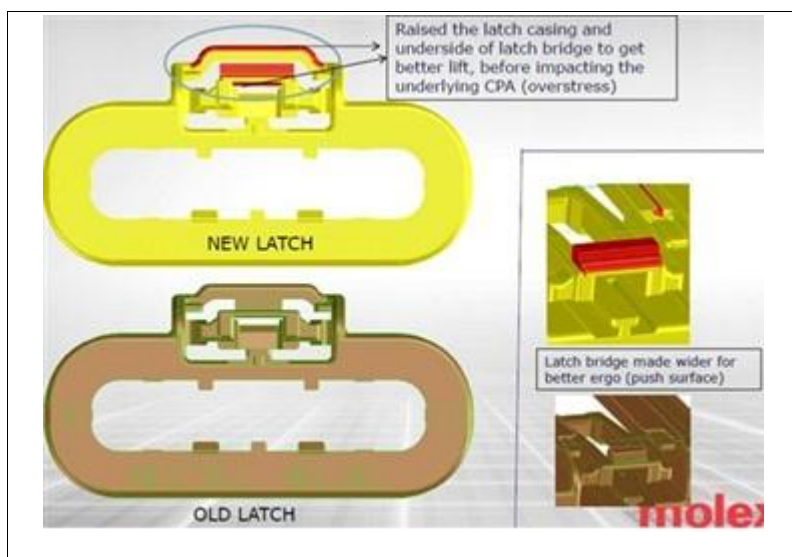 Raised the latch casing and
underside of latch bridge to get
better lift, before impacting the
underlying CPA (overstress)
NEW LATCH
Latch bridge made wider for
better ergo (push surface)
OLD LATCH
molex